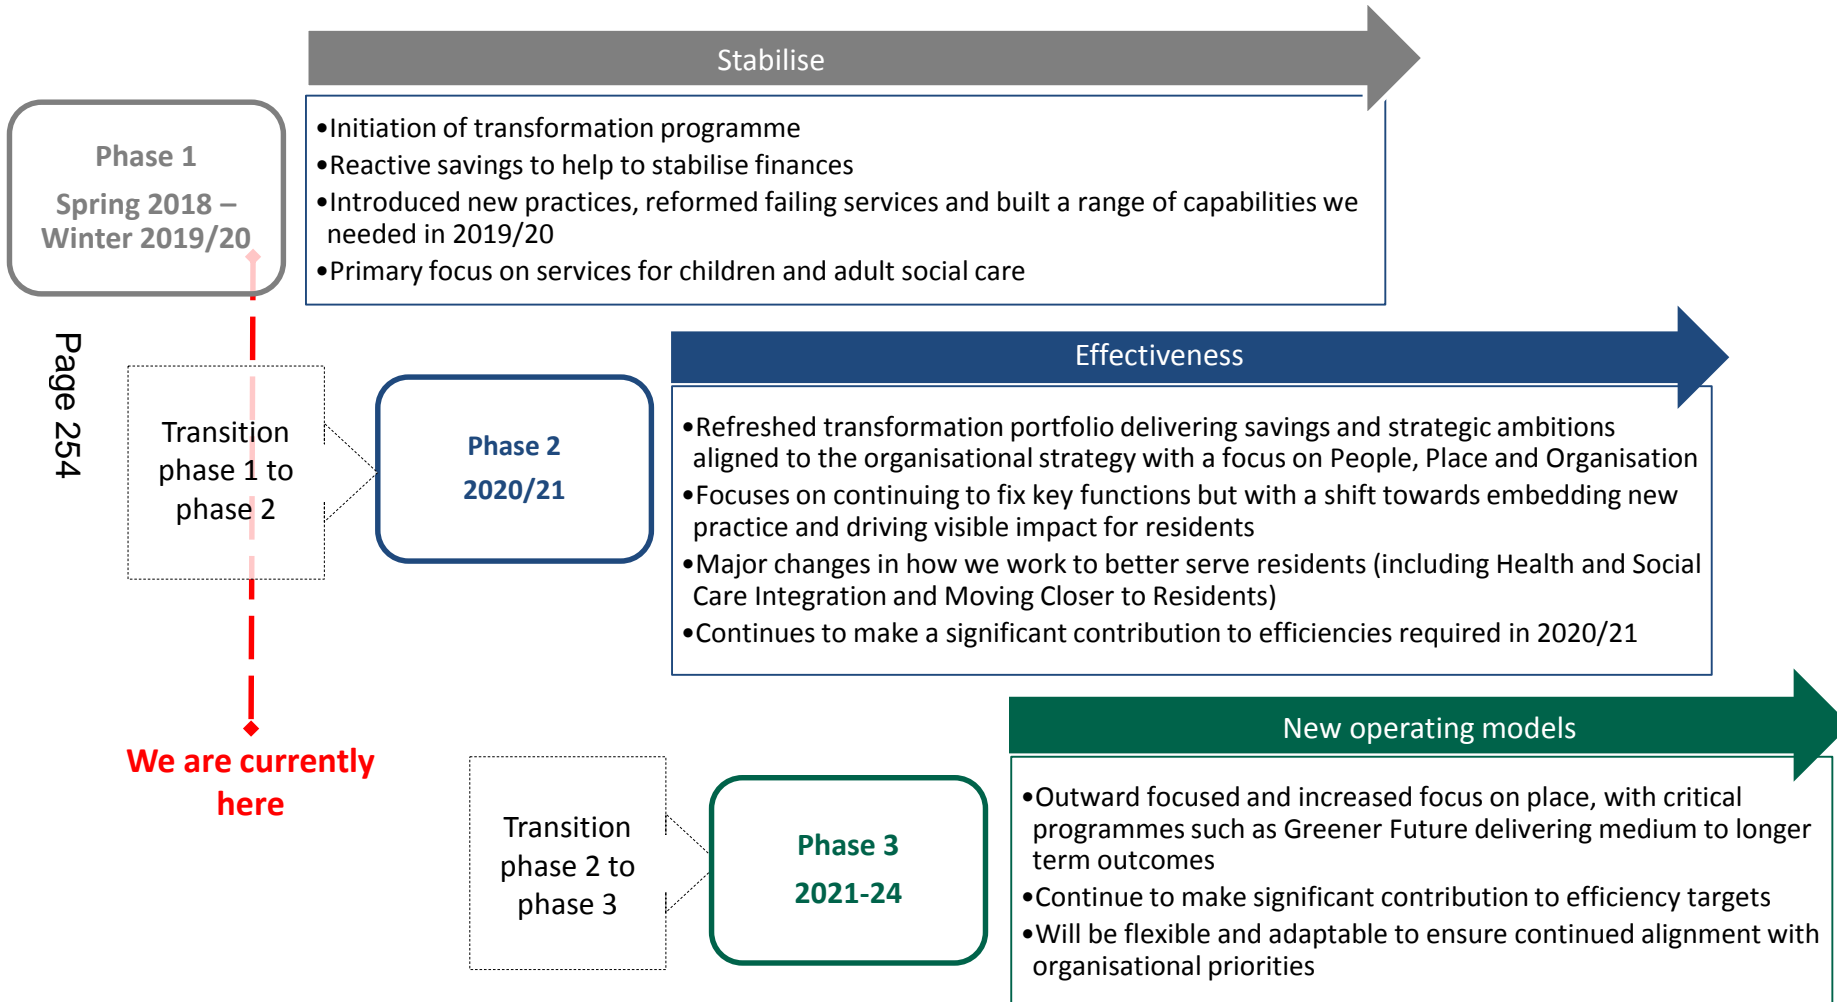 Stabilise
Phase 1
Spring 2018 –
Winter 2019/20
•Initiation of transformation programme
•Reactive savings to help to stabilise finances
•Introduced new practices, reformed failing services and built a range of capabilities we
needed in 2019/20
•Primary focus on services for children and adult social care
Page 254
Effectiveness
Transition
phase 1 to
phase 2
Phase 2
2020/21
•Refreshed transformation portfolio delivering savings and strategic ambitions
aligned to the organisational strategy with a focus on People, Place and Organisation
•Focuses on continuing to fix key functions but with a shift towards embedding new
practice and driving visible impact for residents
•Major changes in how we work to better serve residents (including Health and Social
Care Integration and Moving Closer to Residents)
•Continues to make a significant contribution to efficiencies required in 2020/21
We are currently
here
New operating models
Transition
phase 2 to
phase 3
Phase 3
2021-24
•Outward focused and increased focus on place, with critical
programmes such as Greener Future delivering medium to longer
term outcomes
•Continue to make significant contribution to efficiency targets
•Will be flexible and adaptable to ensure continued alignment with
organisational priorities